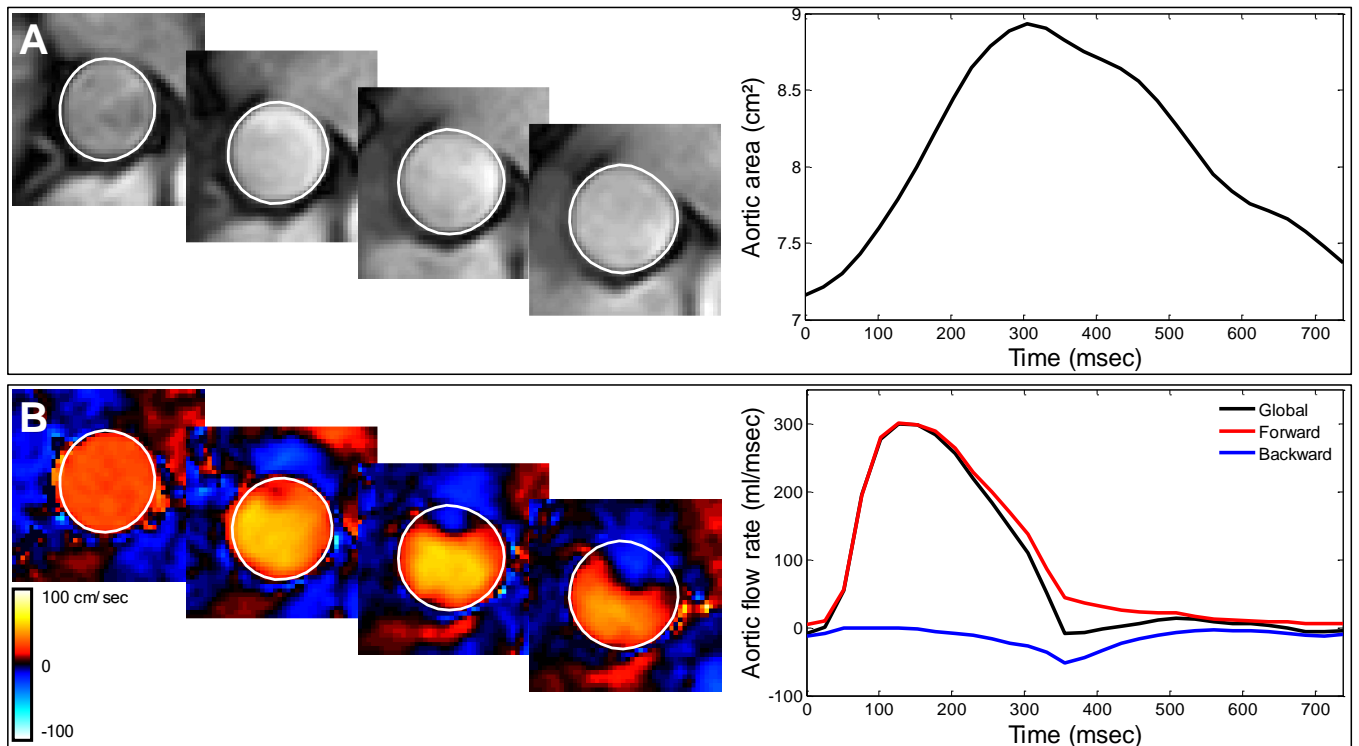 A
Aortic area (cm²)
9
8.5
8
7.5
7
0 100 200 300 400 500 600 700
Time (msec)
B
100 cm/sec
0
-100
Aortic flow rate (ml/msec)
300
200
100
0
-100
Global
Forward
Backward
0 100 200 300 400 500 600 700
Time (msec)